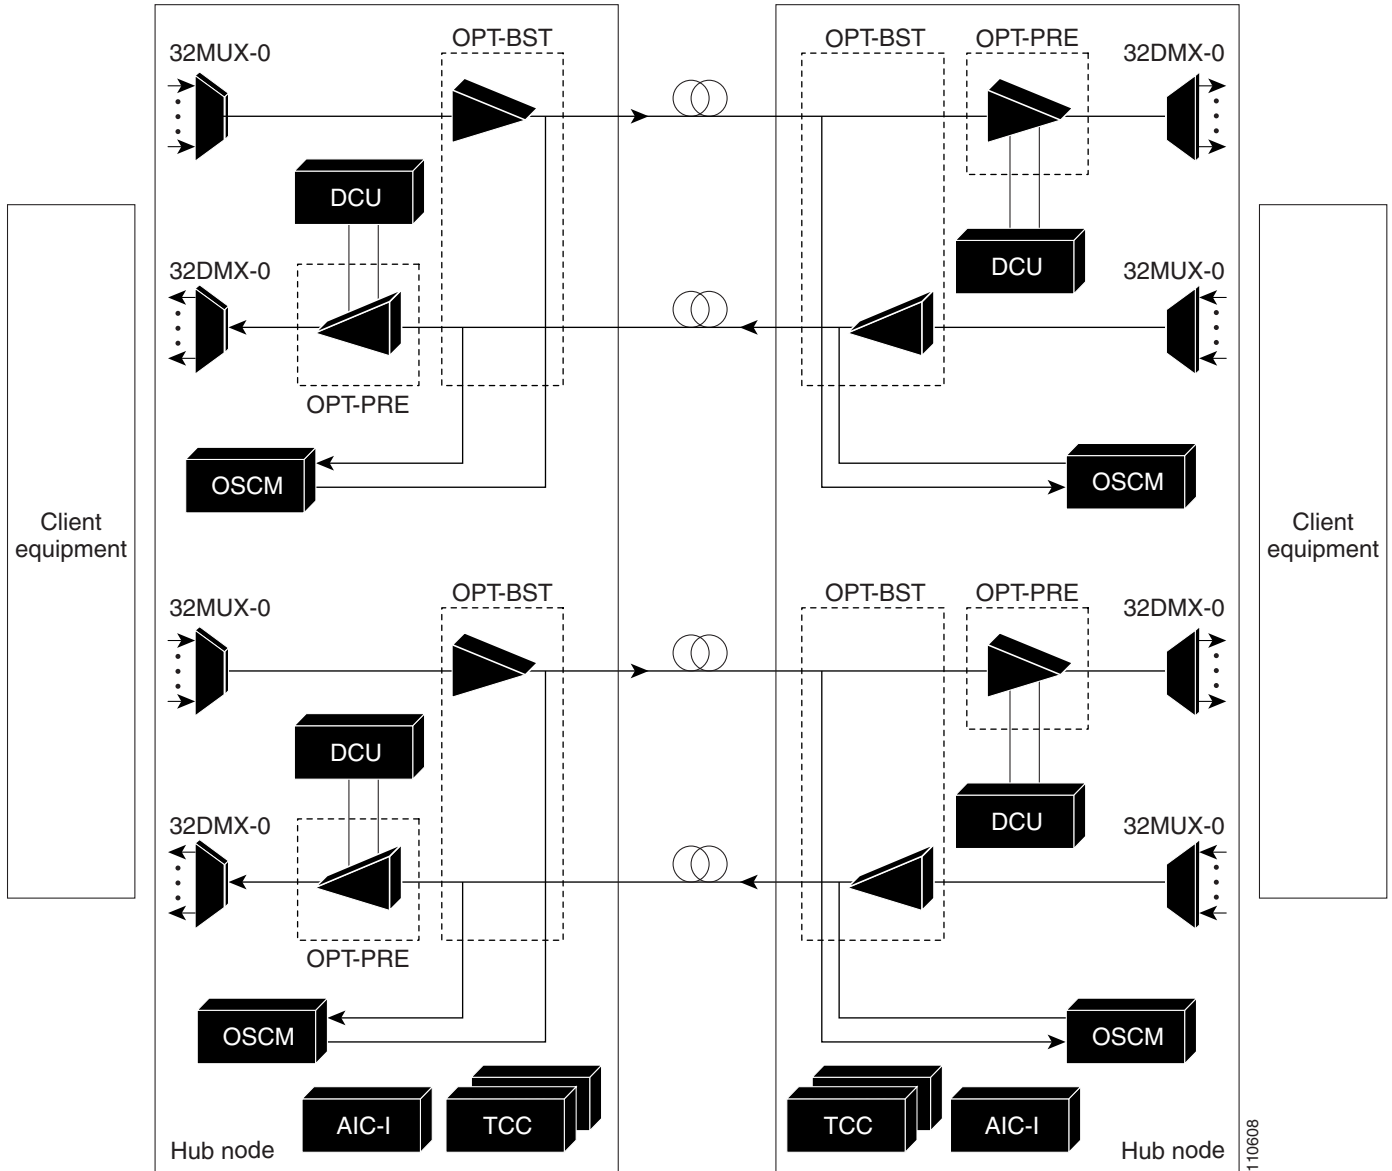 OPT-BST
OPT-BST
OPT-PRE
32MUX-0
32DMX-0
DCU
DCU
32DMX-0
32MUX-0
OPT-PRE
OSCM
OSCM
Client
equipment
Client
equipment
OPT-BST
OPT-BST
OPT-PRE
32MUX-0
32DMX-0
DCU
DCU
32DMX-0
32MUX-0
OPT-PRE
OSCM
OSCM
AIC-I
TCC
TCC
AIC-I
Hub node
Hub node
110608